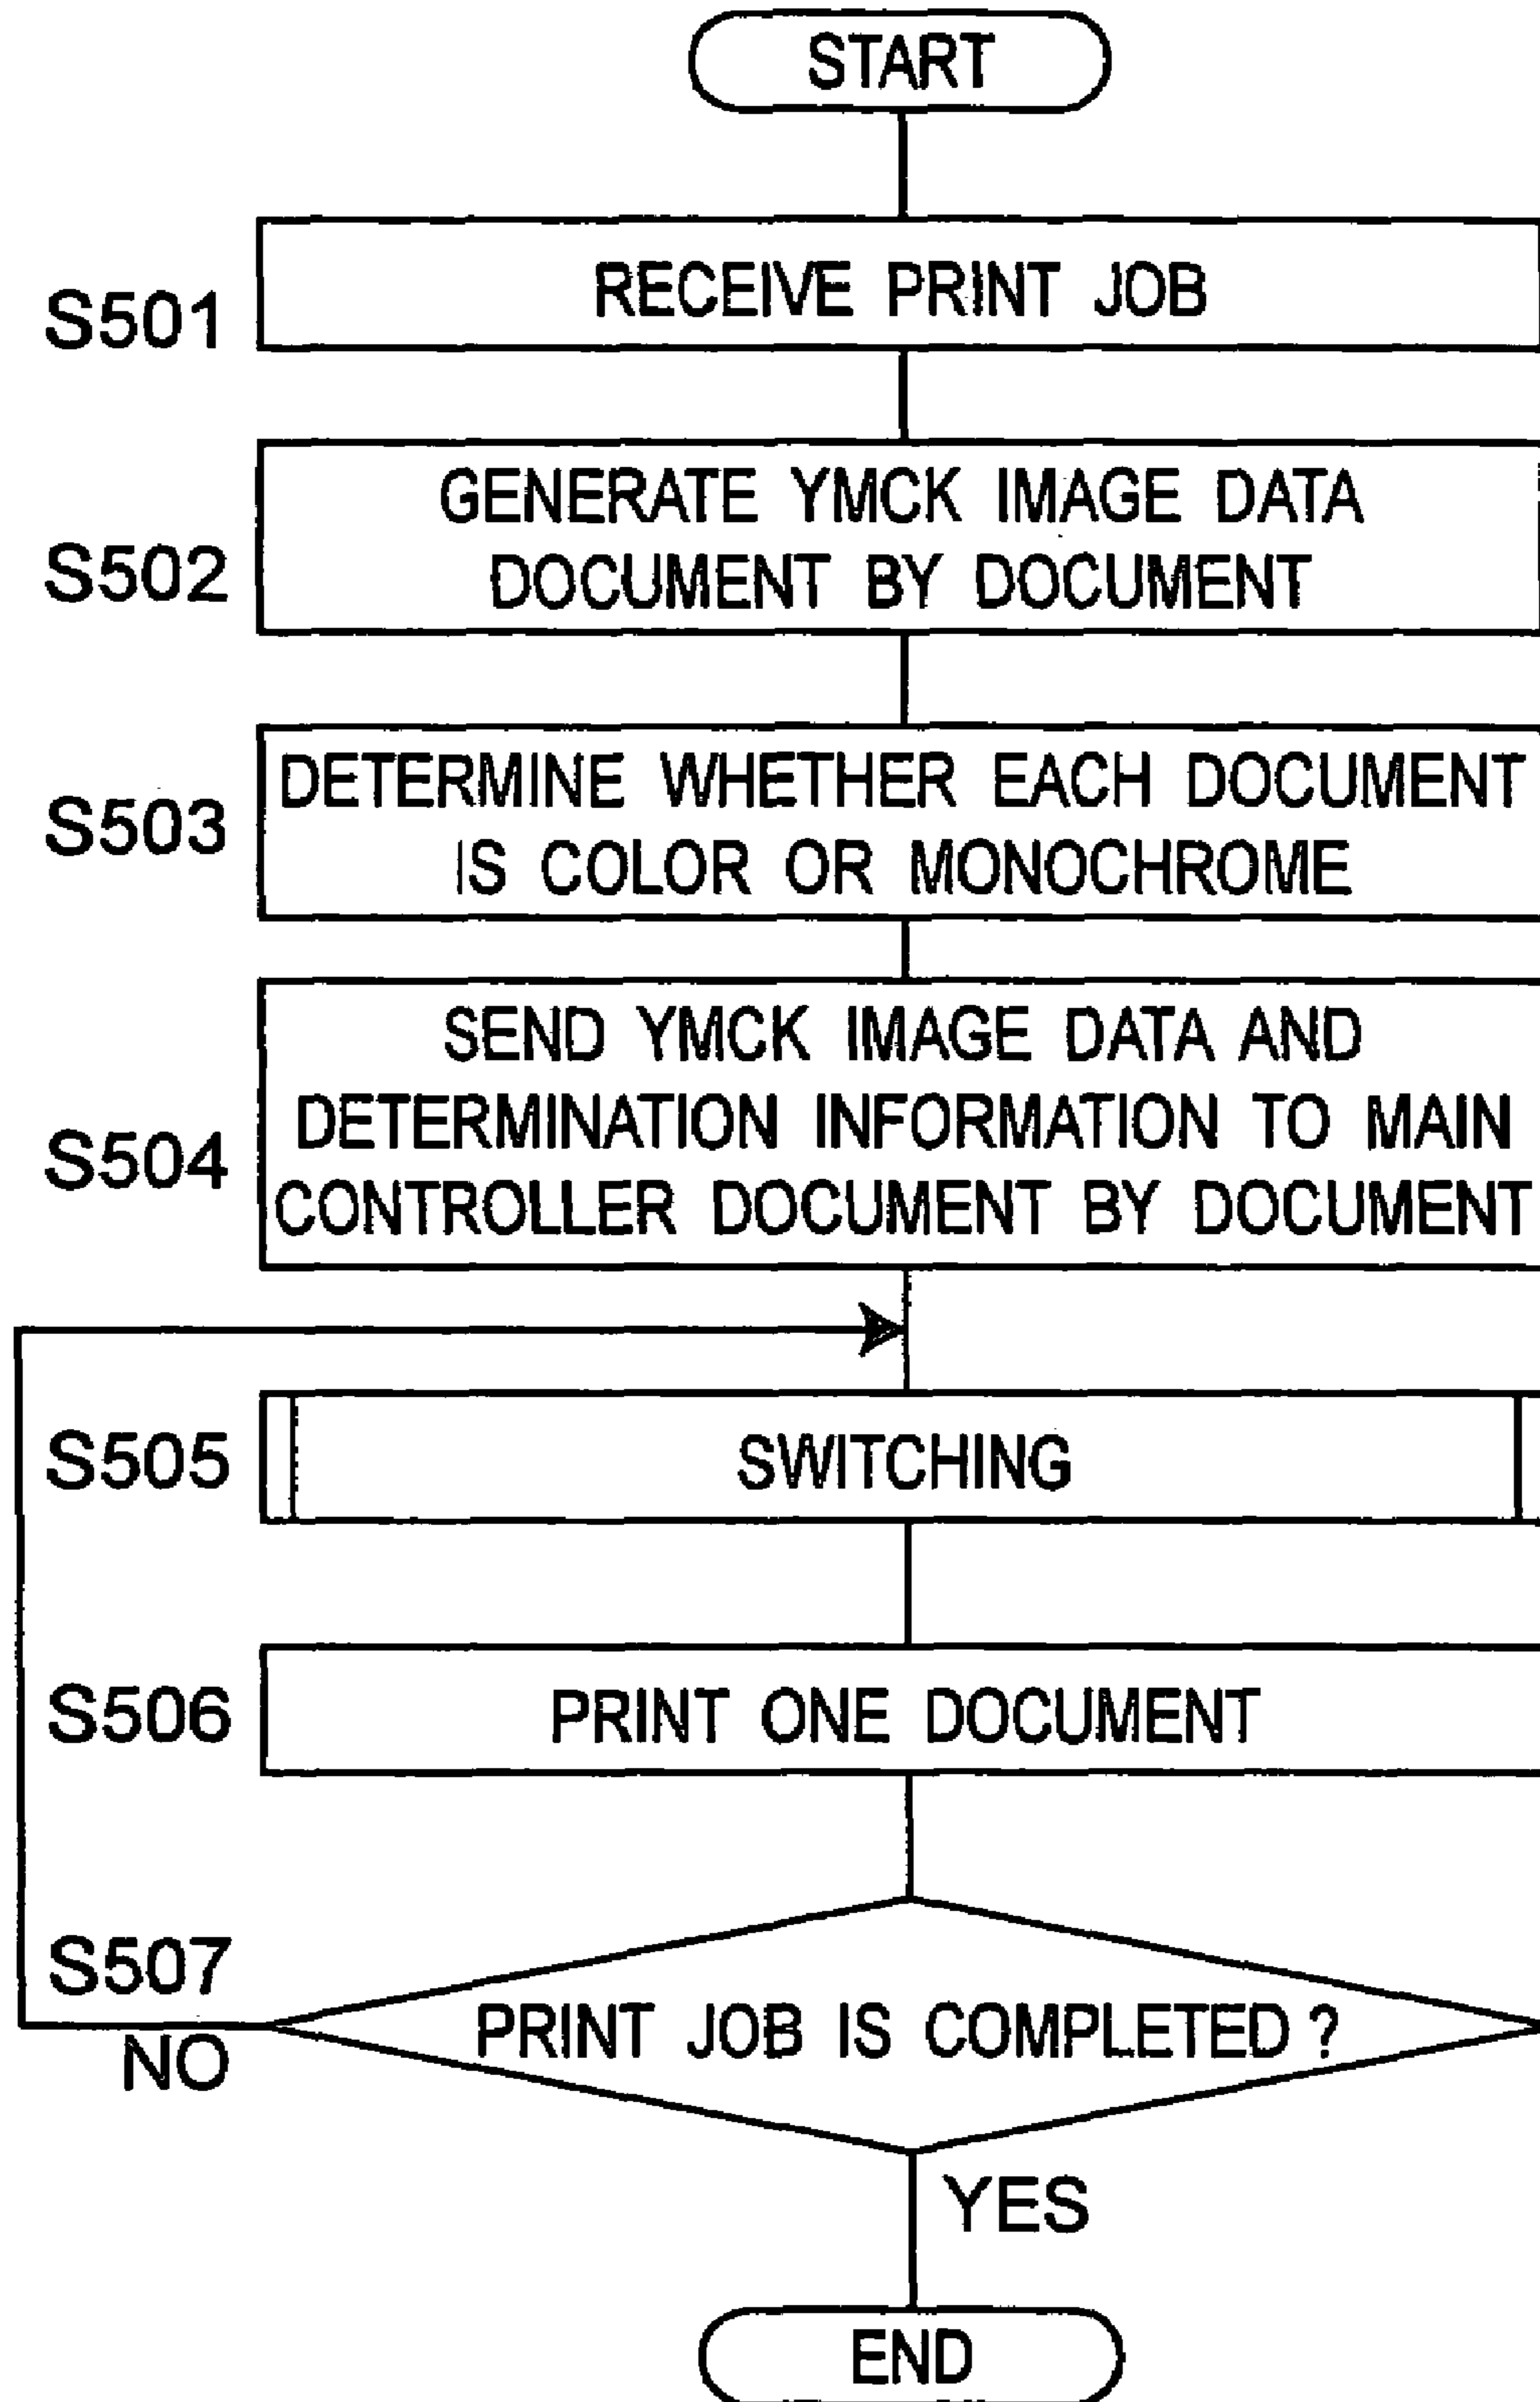 START
S501
RECEIVE PRINT JOB
S502
GENERATE YMCK IMAGE DATA
DOCUMENT BY DOCUMENT
S503
DETERMINE WHETHER EACH DOCUMENT
IS COLOR OR MONOCHROME
S504
SEND YMCK IMAGE DATA AND
DETERMINATION INFORMATION TO MAIN
CONTROLLER DOCUMENT BY DOCUMENT
S505
SWITCHING
S506
PRINT ONE DOCUMENT
S507
PRINT JOB IS COMPLETED ?
NO
YES
END